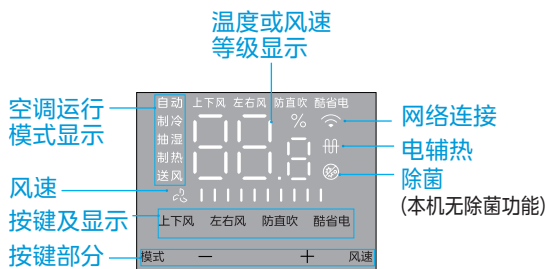 温度或风速
等级显示
空调运行
模式显示
自动 上下风 左右风 防直吹 酷省电
制冷
抽湿
制热
送风
88.8
%
网络连接
电辅热
除菌
(本机无除菌功能)
风速
按键及显示
上下风 左右风 防直吹 酷省电
按键部分
模式 — + 风速